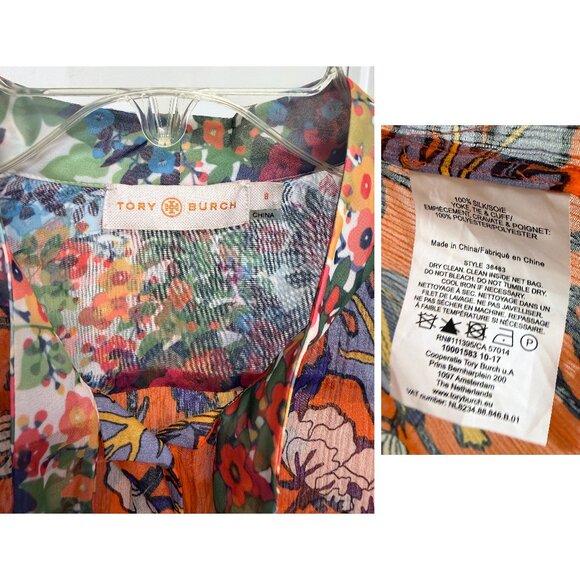 TORY BURCH
8
CHINA
100% SILK/SOIE
YOKE, TIE & CUFF/
EMPIÈCEMENT, CRAVATE & POIGNET:
100% POLYESTER/POLYESTER
Made in China/Fabriqué en Chine
STYLE 38463
DRY CLEAN. CLEAN INSIDE NET BAG.
DO NOT BLEACH. DO NOT TUMBLE DRY.
COOL IRON IF NECESSARY.
NETTOYAGE À SEC. NETTOYAGE DANS UN
FILET DE LAVAGE. NE PAS JAVELLISER.
NE PAS SÉCHER EN MACHINE, REPASSAGE
À FAIBLE TEMPÉRATURE SI NÉCESSAIRE.
P
RN#111395/CA 57014
10001583 10-17
Cooperatie Tory Burch u.A
Prins Bernhardplein 200
1097 Amsterdam
The Netherlands
www.toryburch.eu
VAT number: NL8234.88.846.B.01